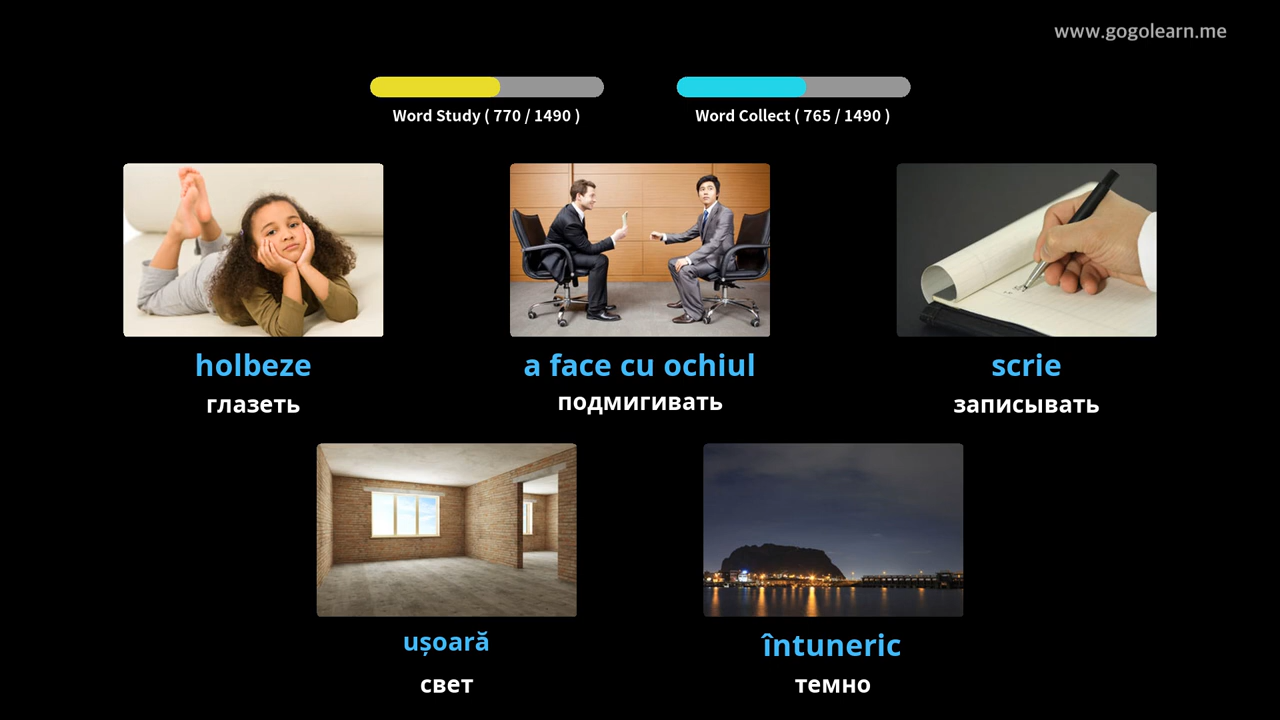 www.gogolearn.me
Word Study ( 770 / 1490 )
Word Collect ( 765 / 1490 )
holbeze
глазеть
a face cu ochiul
подмигивать
scrie
записывать
ușoară
свет
întuneric
темно